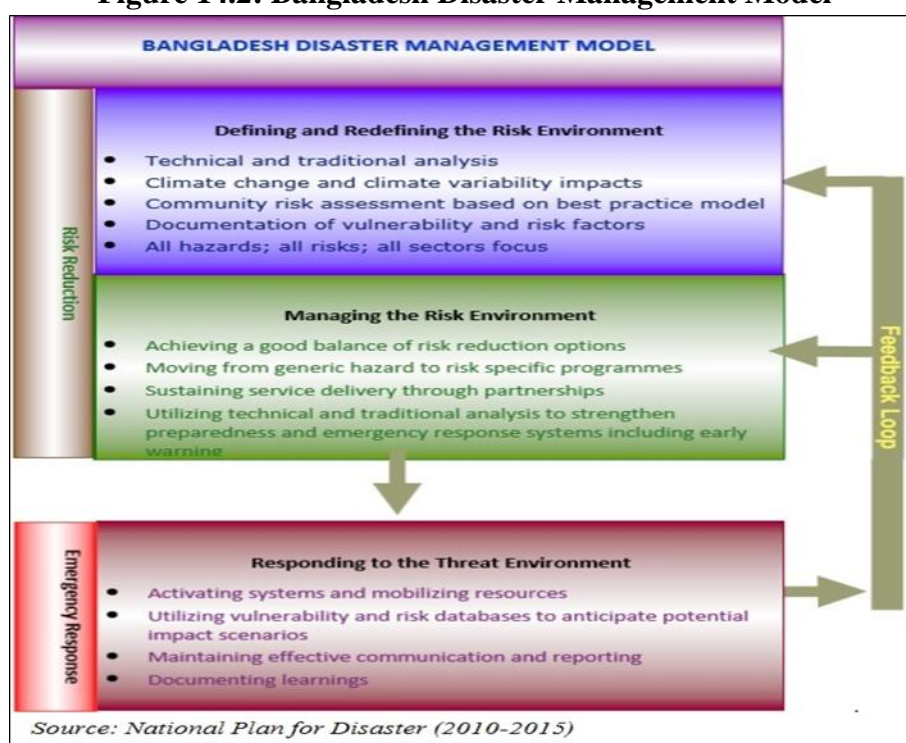 Figure 14.2: Bangladesh Disaster Management Model
BANGLADESH DISASTER MANAGEMENT MODEL
Risk Reduction
Defining and Redefining the Risk Environment
• Technical and traditional analysis
• Climate change and climate variability impacts
• Community risk assessment based on best practice model
• Documentation of vulnerability and risk factors
• All hazards; all risks; all sectors focus
Managing the Risk Environment
• Achieving a good balance of risk reduction options
• Moving from generic hazard to risk specific programmes
• Sustaining service delivery through partnerships
• Utilizing technical and traditional analysis to strengthen
preparedness and emergency response systems including early
warning
Feedback Loop
Emergency Response
Responding to the Threat Environment
• Activating systems and mobilizing resources
• Utilizing vulnerability and risk databases to anticipate potential
impact scenarios
• Maintaining effective communication and reporting
• Documenting learnings
Source: National Plan for Disaster (2010-2015)